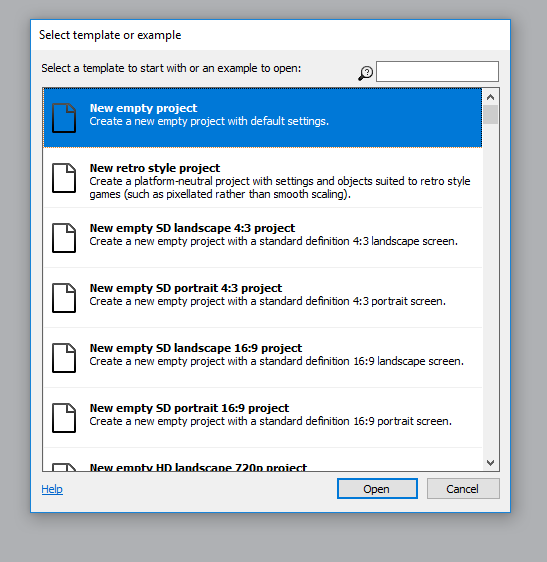 Select template or example
Select a template to start with or an example to open:
New empty project
Create a new empty project with default settings.
New retro style project
Create a platform-neutral project with settings and objects suited to retro style
games (such as pixellated rather than smooth scaling).
New empty SD landscape 4:3 project
Create a new empty project with a standard definition 4:3 landscape screen.
New empty SD portrait 4:3 project
Create a new empty project with a standard definition 4:3 portrait screen.
New empty SD landscape 16:9 project
Create a new empty project with a standard definition 16:9 landscape screen.
New empty SD portrait 16:9 project
Create a new empty project with a standard definition 16:9 portrait screen.
New empty HD landscape 720p project
Help
Open
Cancel